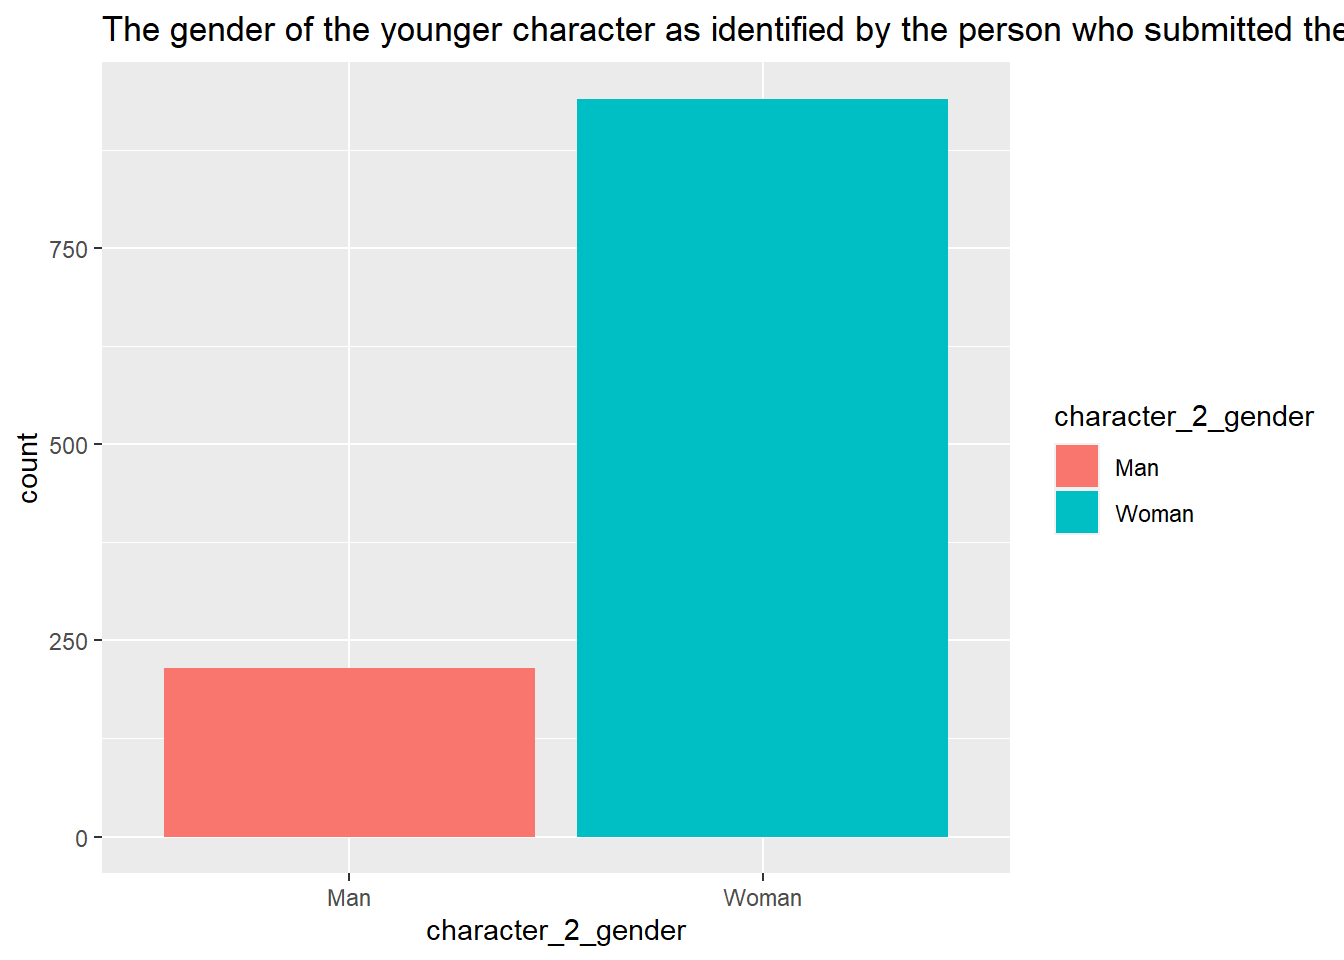 The gender of the younger character as identified by the person who submitted the
count
750
500
250
0
Man
Woman
character_2_gender
character_2_gender
Man
Woman